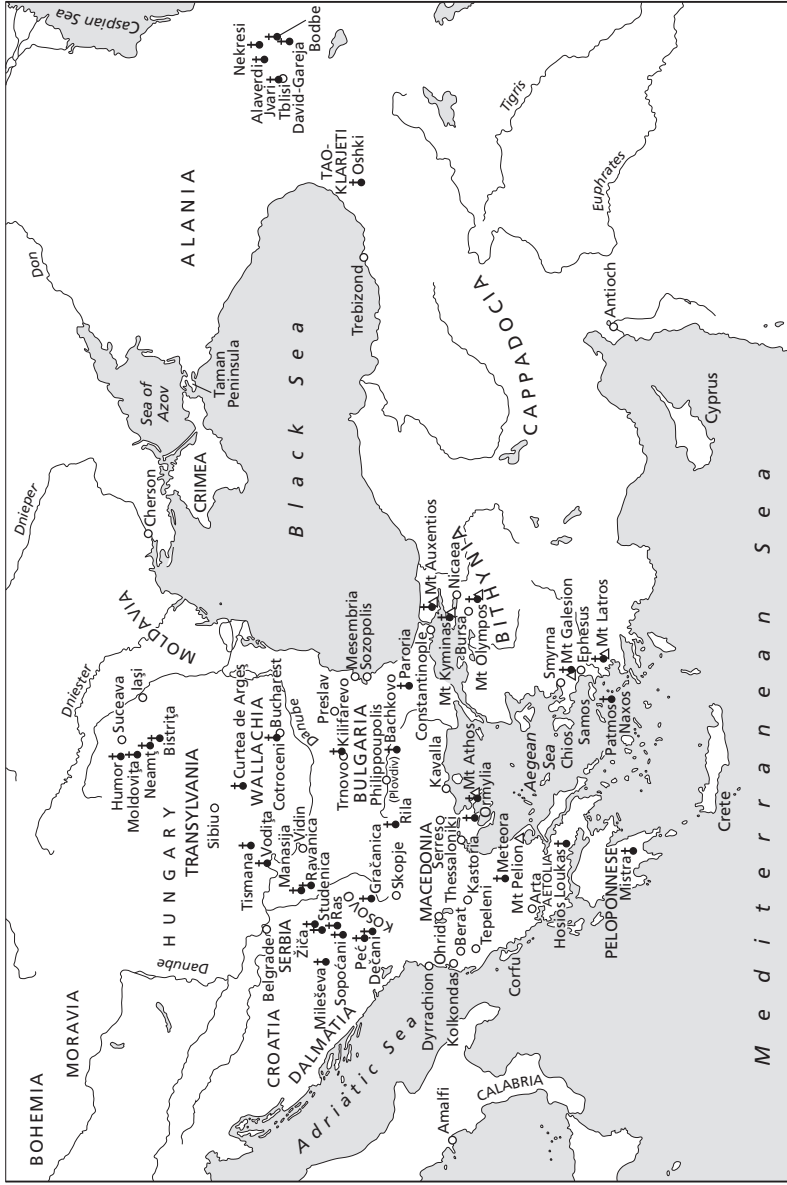 BOHEMIA
MORAVIA
HUNGARY
TRANSYLVANIA
Sibiu
Danube
Humor
Suceava
Moldoviţa
Iaşi
Neamţ
Bistriţa
MOLDAVIA
Dniester
Dnieper
Cherson
CRIMEA
Sea of
Azov
Taman
Peninsula
Don
ALANIA
Caspian Sea
Nekresi
Alaverdi
Jvari
Tblisi
David-Gareja
Bodbe
TAO-
KLARJETI
Oshki
Black Sea
Trebizond
CROATIA
DALMATIA
Adriatic Sea
Belgrade
SERBIA
Žiča
Studenica
Ras
Mileševa
Sopoćani
Peć
Dečani
KOSOVO
Gračanica
Skopje
Tismana
Vodiţa
Manasija
Vidin
Ravanica
Curtea de Argeş
WALLACHIA
Cotroceni
Bucharest
Danube
Preslav
Trnovo
Kilifarevo
BULGARIA
Philippoupolis
(Plovdiv)
Bachkovo
Rila
Mesembria
Sozopolis
Paroria
Constantinople
Mt Auxentios
Mt Kyminas
Nicaea
Bursa
Mt Olympos
BITHYNIA
CAPPADOCIA
Tigris
Euphrates
Antioch
Cyprus
Amalfi
CALABRIA
Dyrrachion
Kolkondas
Ohrid
Berat
Tepeleni
Corfu
MACEDONIA
Serres
Thessaloniki
Kastoria
Kavalla
Mt Athos
Ormylia
Meteora
Mt Pelion
Arta
AETOLIA
Hosios Loukas
PELOPONNESE
Mistra
Aegean
Sea
Smyrna
Mt Galesion
Chios
Ephesus
Samos
Mt Latros
Patmos
Naxos
Crete
Mediterranean Sea